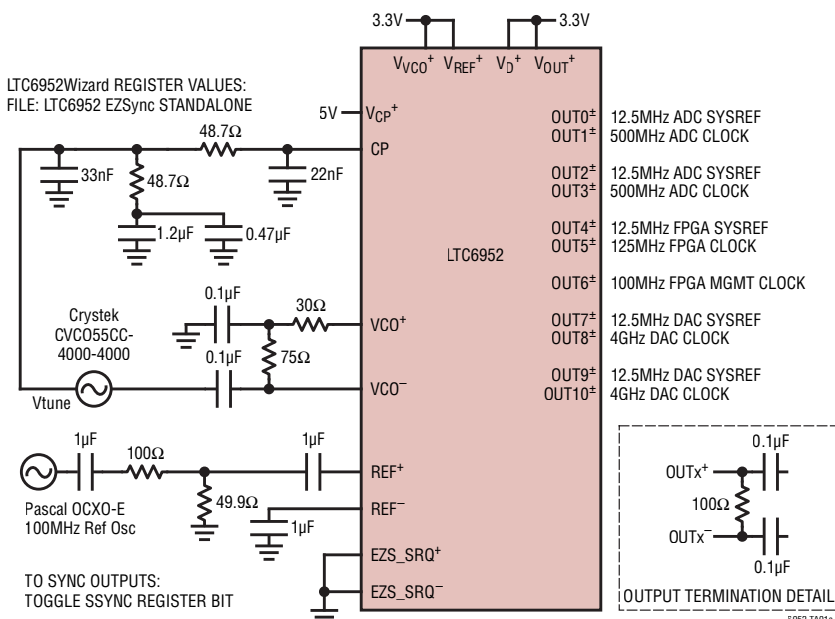 3.3V
3.3V
VVCO+ VREF+ VD+ VOUT+
LTC6952Wizard REGISTER VALUES:
FILE: LTC6952 EZSync STANDALONE
5V
VCP+
48.7Ω
CP
33nF
48.7Ω
22nF
1.2µF
0.47µF
LTC6952
OUT0± 12.5MHz ADC SYSREF
OUT1± 500MHz ADC CLOCK
OUT2± 12.5MHz ADC SYSREF
OUT3± 500MHz ADC CLOCK
OUT4± 12.5MHz FPGA SYSREF
OUT5± 125MHz FPGA CLOCK
OUT6± 100MHz FPGA MGMT CLOCK
OUT7± 12.5MHz DAC SYSREF
OUT8± 4GHz DAC CLOCK
OUT9± 12.5MHz DAC SYSREF
OUT10± 4GHz DAC CLOCK
0.1µF
30Ω
VCO+
Crystek
CVCO55CC-
4000-4000
0.1µF
75Ω
VCO–
Vtune
1µF
100Ω
1µF
REF+
49.9Ω
REF–
1µF
Pascal OCXO-E
100MHz Ref Osc
EZS_SRQ+
EZS_SRQ–
TO SYNC OUTPUTS:
TOGGLE SSYNC REGISTER BIT
0.1µF
OUTx+
100Ω
OUTx–
0.1µF
OUTPUT TERMINATION DETAIL